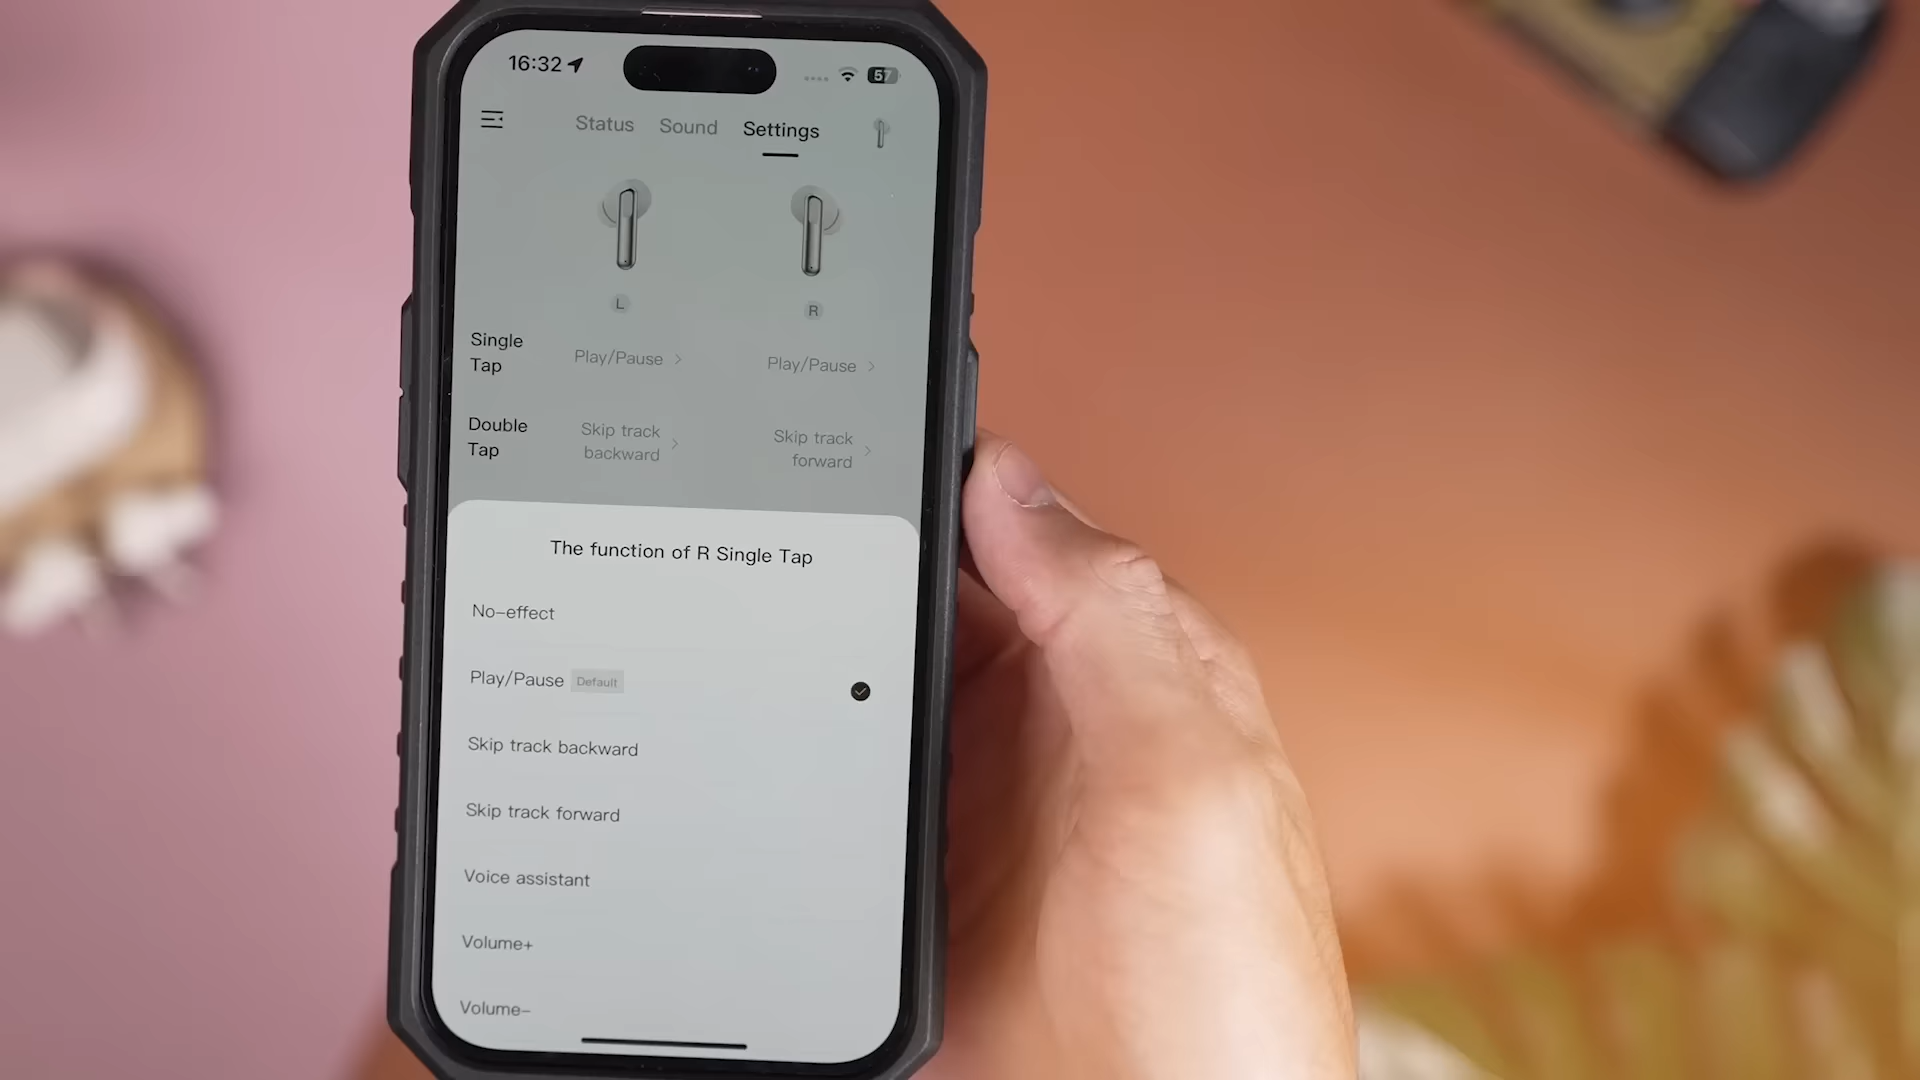 16:32
57
Status Sound Settings
L R
Single
Tap
Play/Pause
Play/Pause
Double
Tap
Skip track
backward
Skip track
forward
The function of R Single Tap
No-effect
Play/Pause Default
Skip track backward
Skip track forward
Voice assistant
Volume+
Volume-